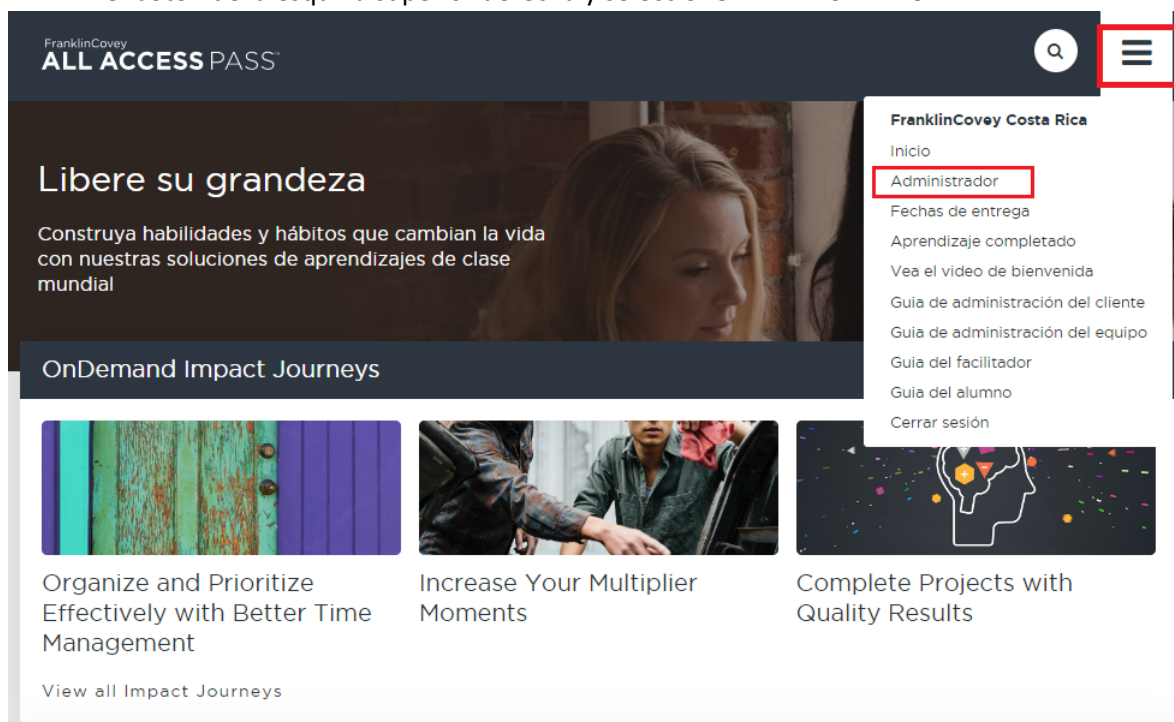 FranklinCovey
ALL ACCESS PASS™
FranklinCovey Costa Rica
Inicio
Administrador
Fechas de entrega
Aprendizaje completado
Vea el video de bienvenida
Guia de administración del cliente
Guia de administración del equipo
Guia del facilitador
Guia del alumno
Cerrar sesión
Libere su grandeza
Construya habilidades y hábitos que cambian la vida
con nuestras soluciones de aprendizajes de clase
mundial
OnDemand Impact Journeys
Organize and Prioritize
Effectively with Better Time
Management
Increase Your Multiplier
Moments
Complete Projects with
Quality Results
View all Impact Journeys